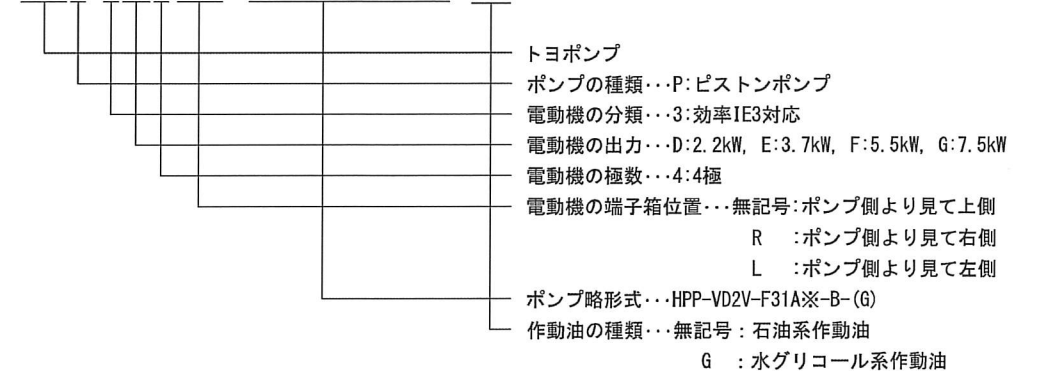 トヨポンプ
ポンプの種類···P:ピストンポンプ
電動機の分類···3:効率IE3対応
電動機の出力···D:2.2kW, E:3.7kW, F:5.5kW, G:7.5kW
電動機の極数···4:4極
電動機の端子箱位置···無記号:ポンプ側より見て上側
R :ポンプ側より見て右側
L :ポンプ側より見て左側
ポンプ略形式···HPP-VD2V-F31A※-B-(G)
作動油の種類···無記号:石油系作動油
G :水グリコール系作動油